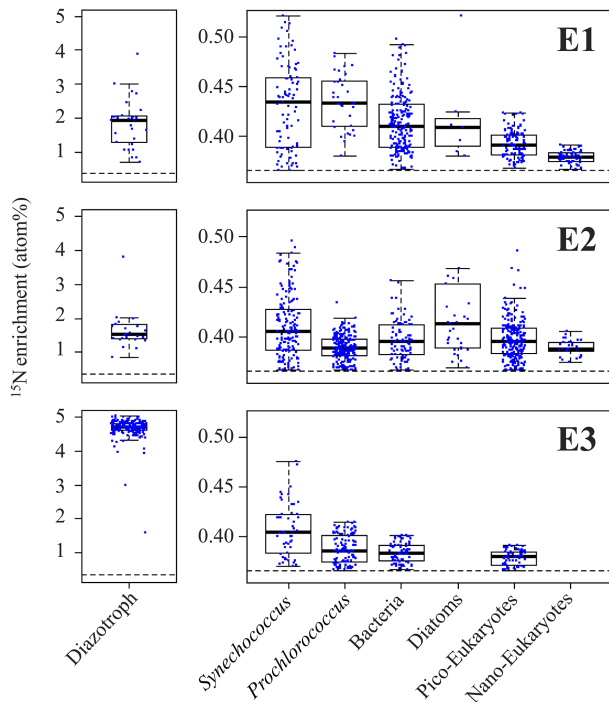 5
4
3
2
1
0.50
0.45
0.40
E1
5
4
3
2
1
0.50
0.45
0.40
E2
5
4
3
2
1
0.50
0.45
0.40
E3
¹⁵N enrichment (atom%)
Diazotroph
Synechococcus
Prochlorococcus
Bacteria
Diatoms
Pico-Eukaryotes
Nano-Eukaryotes